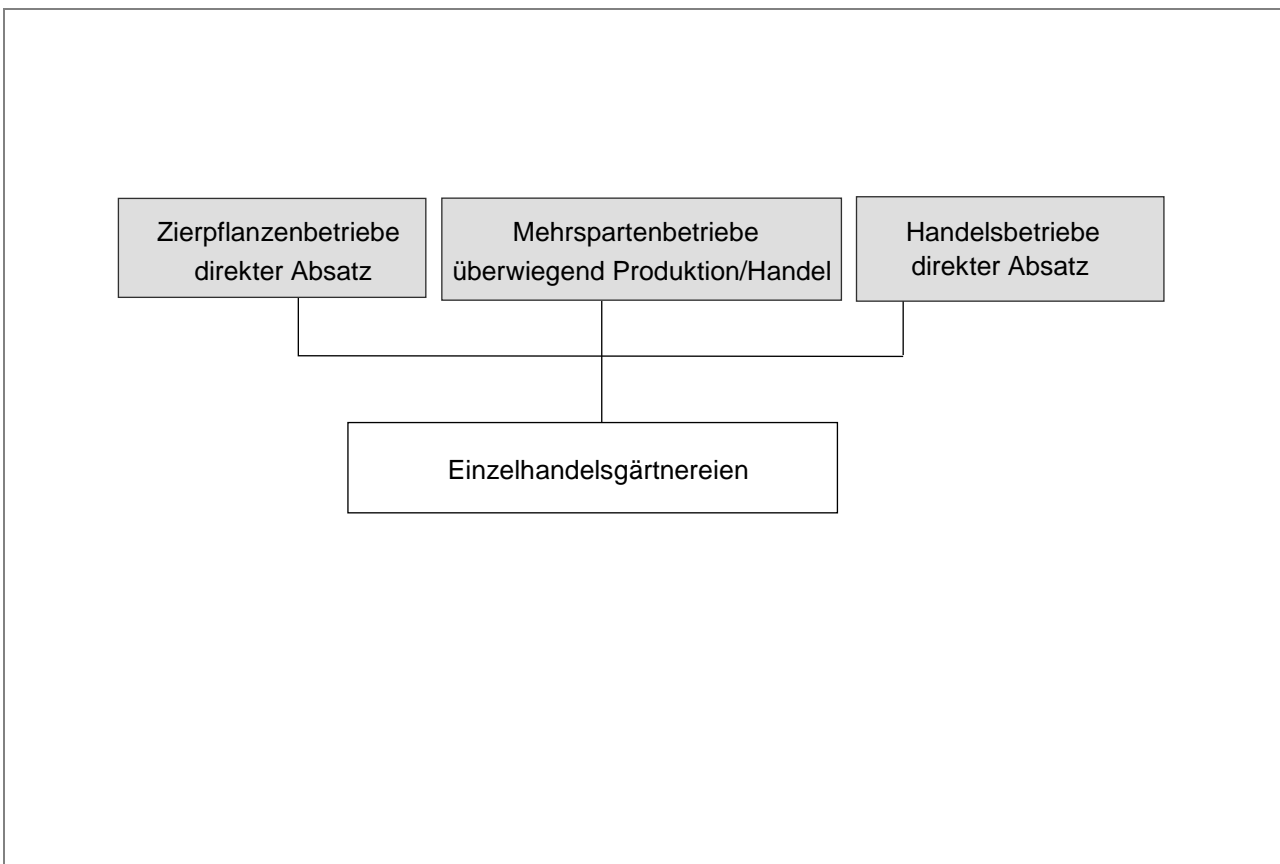 Zierpflanzenbetriebe
direkter Absatz
Mehrspartenbetriebe
überwiegend Produktion/Handel
Handelsbetriebe
direkter Absatz
Einzelhandelsgärtnereien